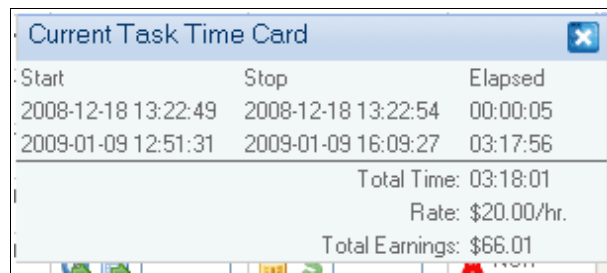 Current Task Time Card
Start Stop Elapsed
2008-12-18 13:22:49 2008-12-18 13:22:54 00:00:05
2009-01-09 12:51:31 2009-01-09 16:09:27 03:17:56
Total Time: 03:18:01
Rate: $20.00/hr.
Total Earnings: $66.01